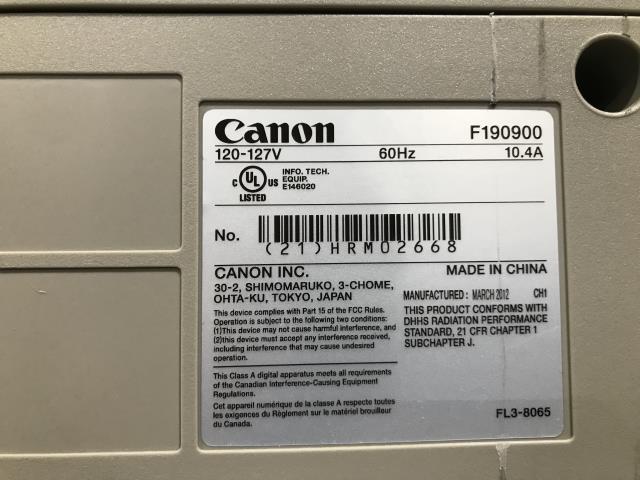 Canon F190900
120-127V 60Hz 10.4A
C UL US LISTED
INFO. TECH.
EQUIP.
E146020
No. (21)HRM02668
CANON INC. MADE IN CHINA
30-2, SHIMOMARUKO, 3-CHOME,
OHTA-KU, TOKYO, JAPAN
MANUFACTURED: MARCH 2012 CH1
This device complies with Part 15 of the FCC Rules.
Operation is subject to the following two conditions:
(1)This device may not cause harmful interference, and
(2)this device must accept any interference received,
including interference that may cause undesired
operation.
THIS PRODUCT CONFORMS WITH
DHHS RADIATION PERFORMANCE
STANDARD, 21 CFR CHAPTER 1
SUBCHAPTER J.
This Class A digital apparatus meets all requirements
of the Canadian Interference-Causing Equipment
Regulations.
Cet appareil numérique de la classe A respecte toutes
les exigences du Règlement sur le matériel brouilleur
du Canada.
FL3-8065